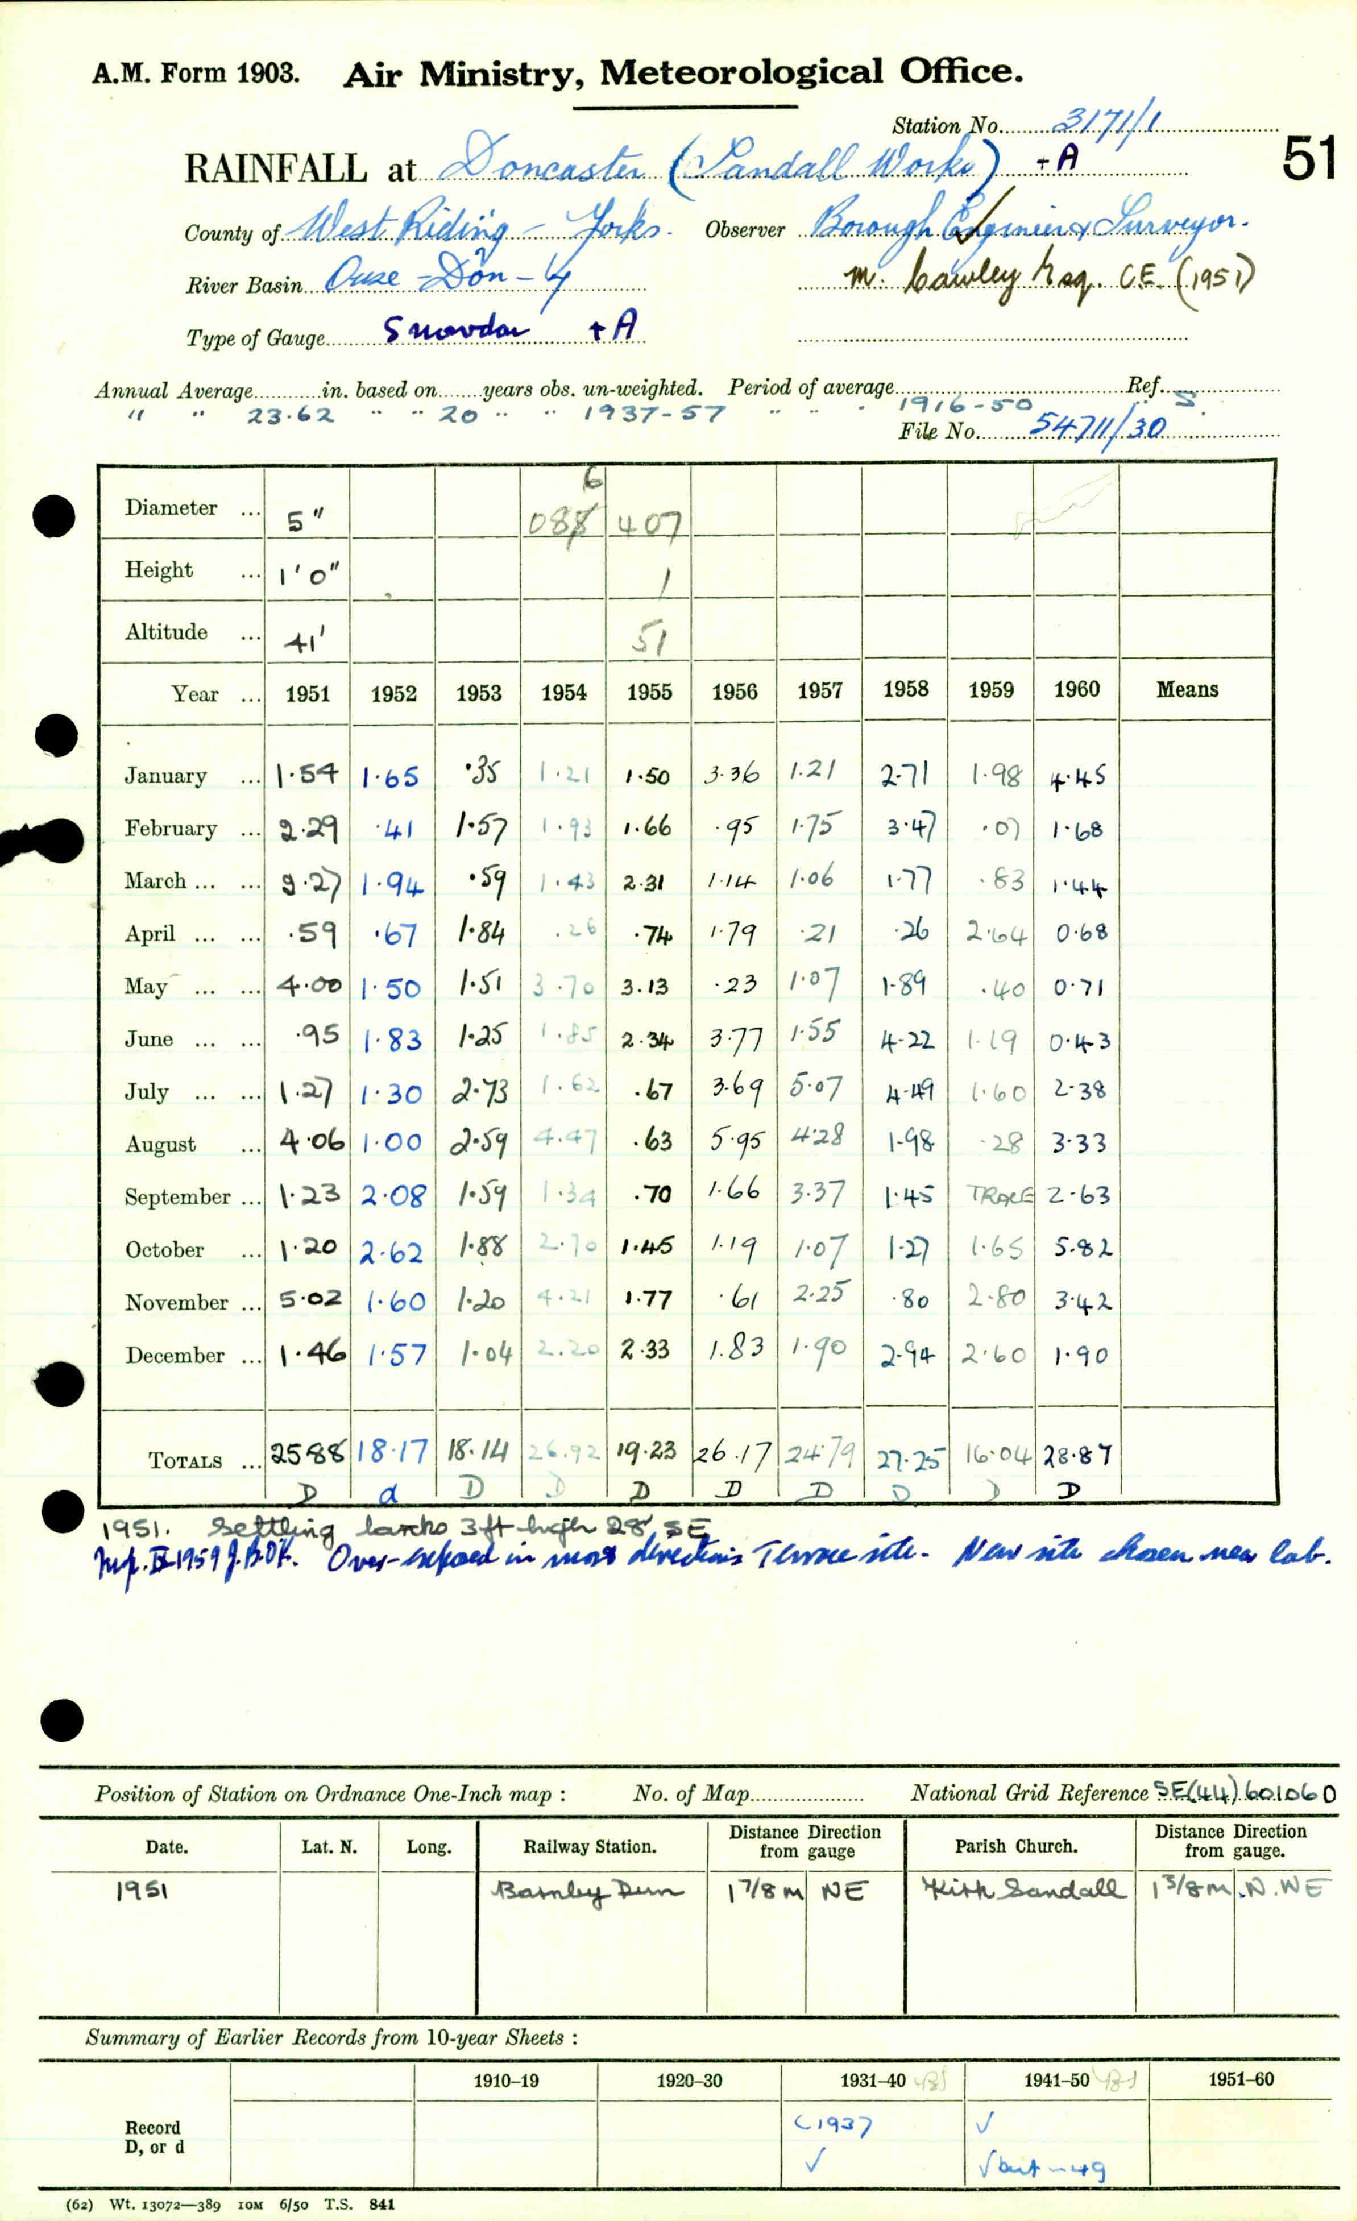 A.M. Form 1903. Air Ministry, Meteorological Office.
Station No. 3171/1
51
RAINFALL at Doncaster (Sandall Works) + A
County of West Riding - Yorks. Observer Borough Engineer & Surveyor.
River Basin Ouse - Don - 4 M. Cawley Esq. C.E. (1951)
Type of Gauge Snowdon + A
Annual Average in. based on years obs. un-weighted. Period of average Ref. S.
" " 23.62 " " 20 " " 1937-57 " " " 1916-50
File No. 54711/30
Diameter ... 5" 088 6 407
Height ... 1'0" 1
Altitude ... 41' 51
Year ... 1951 1952 1953 1954 1955 1956 1957 1958 1959 1960 Means
January ... 1.54 1.65 .35 1.21 1.50 3.36 1.21 2.71 1.98 4.45
February ... 2.29 .41 1.57 1.93 1.66 .95 1.75 3.47 .07 1.68
March ... ... 2.27 1.94 .59 1.43 2.31 1.14 1.06 1.77 .83 1.44
April ... ... .59 .67 1.84 .26 .74 1.79 .21 .26 2.64 0.68
May ... ... 4.00 1.50 1.51 3.70 3.13 .23 1.07 1.89 .40 0.71
June ... ... .95 1.83 1.25 1.85 2.34 3.77 1.55 4.22 1.19 0.43
July ... ... 1.27 1.30 2.73 1.62 .67 3.69 5.07 4.49 1.60 2.38
August ... 4.06 1.00 2.59 4.47 .63 5.95 4.28 1.98 .28 3.33
September ... 1.23 2.08 1.59 1.34 .70 1.66 3.37 1.45 TRACE 2.63
October ... 1.20 2.62 1.88 2.70 1.45 1.19 1.07 1.27 1.65 5.82
November ... 5.02 1.60 1.20 4.21 1.77 .61 2.25 .80 2.80 3.42
December ... 1.46 1.57 1.04 2.20 2.33 1.83 1.90 2.94 2.60 1.90
TOTALS ... 25.88 18.17 18.14 26.92 19.23 26.17 24.79 27.25 16.04 28.87
D d D D D D D D D D
1951. Settling tanks 3ft high 28' SE
Insp. IX 1959 J.B.D.K. Over-exposed in most directions Terrace site. New site chosen near lab.
Position of Station on Ordnance One-Inch map : No. of Map National Grid Reference SE(44)601060
Date. Lat. N. Long. Railway Station. Distance from gauge Direction Parish Church. Distance from gauge. Direction
1951 Barnby Dun 1 7/8 m NE Kirk Sandall 1 3/8 m. N. WE
Summary of Earlier Records from 10-year Sheets :
1910–19 1920–30 1931–40 1941–50 1951–60
Record D, or d
(1937 ✓
✓ ✓ but - 49
(62) Wt. 13072—389 10M 6/50 T.S. 841